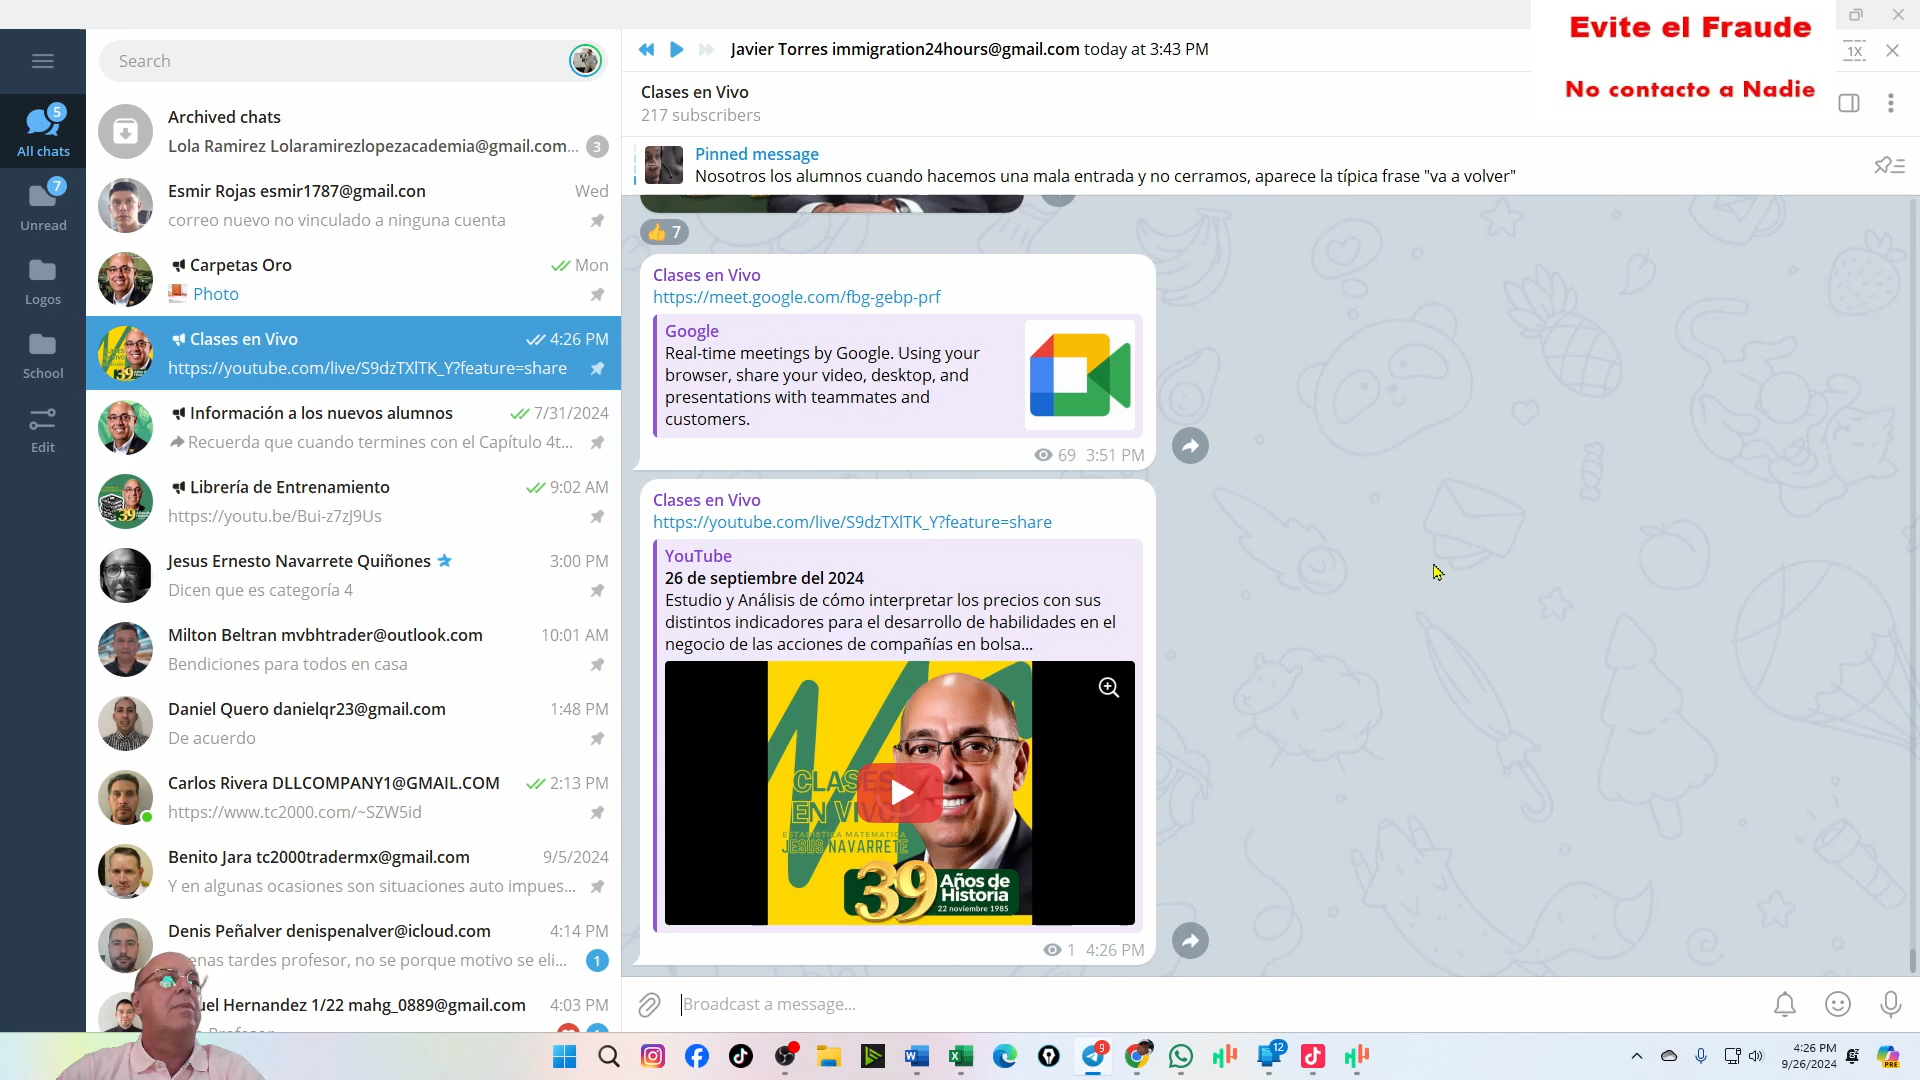 Evite el Fraude
No contacto a Nadie
Search
Javier Torres immigration24hours@gmail.com today at 3:43 PM
1X
Clases en Vivo
217 subscribers
Pinned message
Nosotros los alumnos cuando hacemos una mala entrada y no cerramos, aparece la típica frase "va a volver"
5
All chats
7
Unread
Logos
School
Edit
Archived chats
Lola Ramirez Lolaramirezlopezacademia@gmail.com... 3
Esmir Rojas esmir1787@gmail.con Wed
correo nuevo no vinculado a ninguna cuenta
Carpetas Oro Mon
Photo
Clases en Vivo 4:26 PM
https://youtube.com/live/S9dzTXlTK_Y?feature=share
Información a los nuevos alumnos 7/31/2024
Recuerda que cuando termines con el Capítulo 4t...
Librería de Entrenamiento 9:02 AM
https://youtu.be/Bui-z7zJ9Us
Jesus Ernesto Navarrete Quiñones 3:00 PM
Dicen que es categoría 4
Milton Beltran mvbhtrader@outlook.com 10:01 AM
Bendiciones para todos en casa
Daniel Quero danielqr23@gmail.com 1:48 PM
De acuerdo
Carlos Rivera DLLCOMPANY1@GMAIL.COM 2:13 PM
https://www.tc2000.com/~SZW5id
Benito Jara tc2000tradermx@gmail.com 9/5/2024
Y en algunas ocasiones son situaciones auto impues...
Denis Peñalver denispenalver@icloud.com 4:14 PM
enas tardes profesor, no se porque motivo se eli... 1
uel Hernandez 1/22 mahg_0889@gmail.com 4:03 PM
7
Clases en Vivo
https://meet.google.com/fbg-gebp-prf
Google
Real-time meetings by Google. Using your
browser, share your video, desktop, and
presentations with teammates and
customers.
69 3:51 PM
Clases en Vivo
https://youtube.com/live/S9dzTXlTK_Y?feature=share
YouTube
26 de septiembre del 2024
Estudio y Análisis de cómo interpretar los precios con sus
distintos indicadores para el desarrollo de habilidades en el
negocio de las acciones de compañías en bolsa...
CLASES
EN VIVO
ESTADISTICA MATEMATICA
JESUS NAVARRETE
39 Años de
Historia
22 noviembre 1985
1 4:26 PM
Broadcast a message...
9
12
4:26 PM
9/26/2024